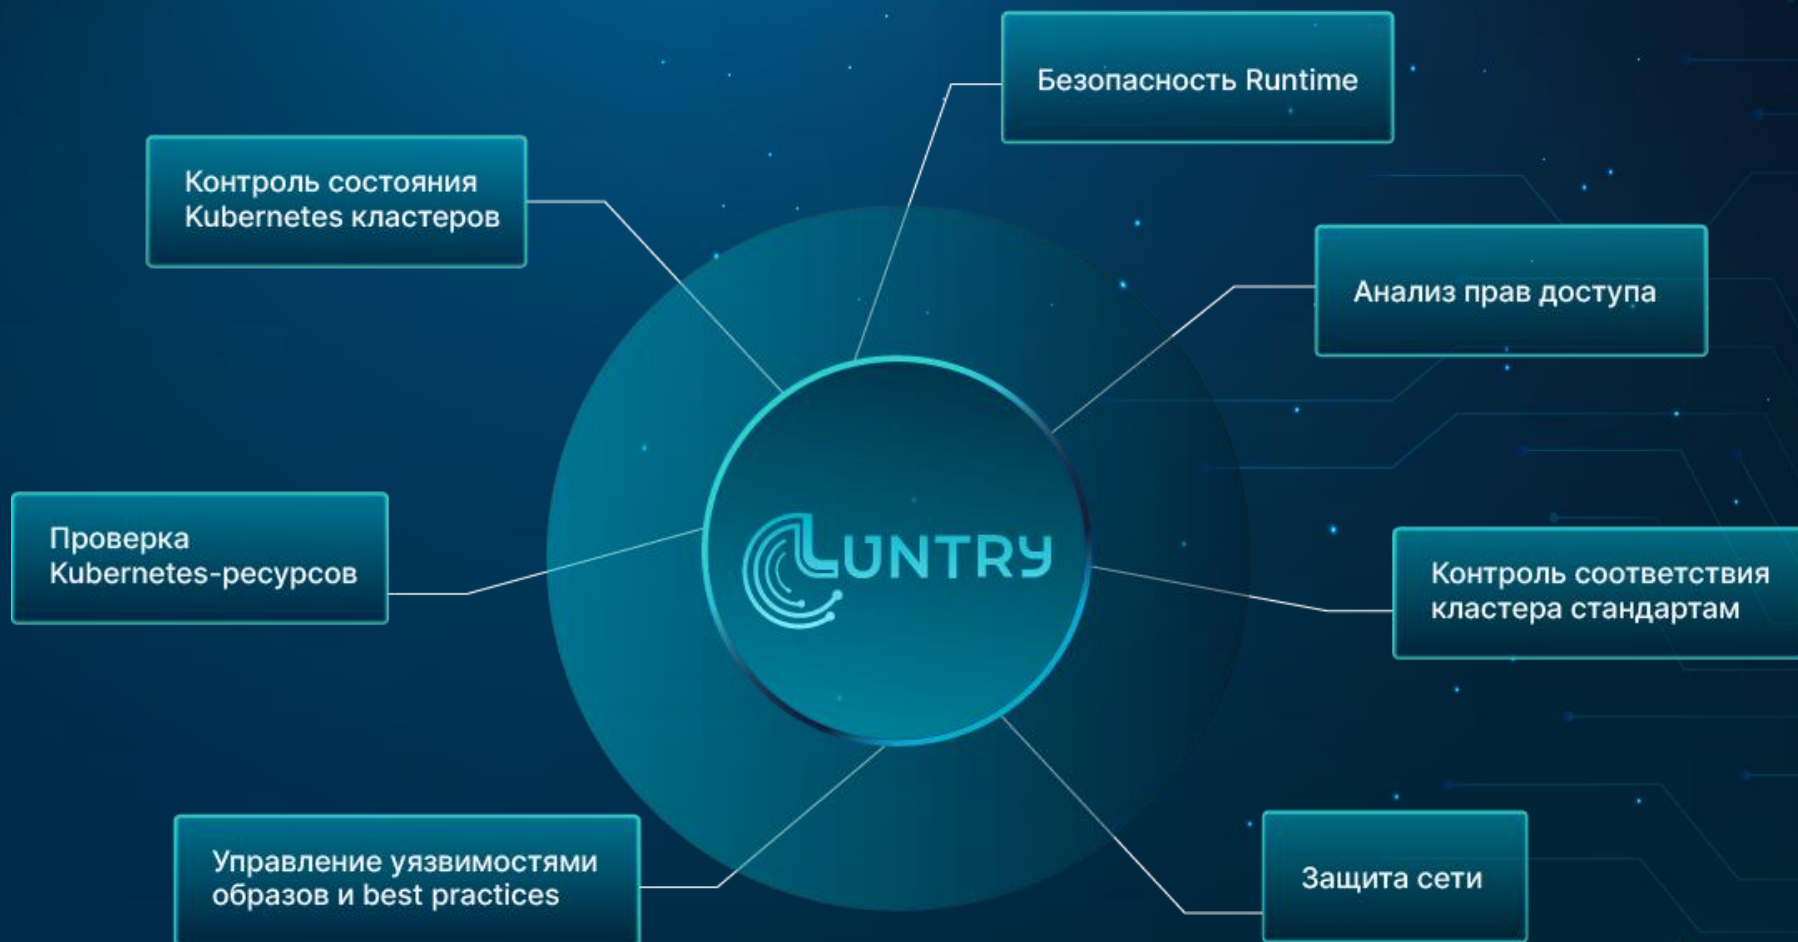 Безопасность Runtime
Контроль состояния
Kubernetes кластеров
Анализ прав доступа
Проверка
Kubernetes-ресурсов
LUNTRY
Контроль соответствия
кластера стандартам
Управление уязвимостями
образов и best practices
Защита сети